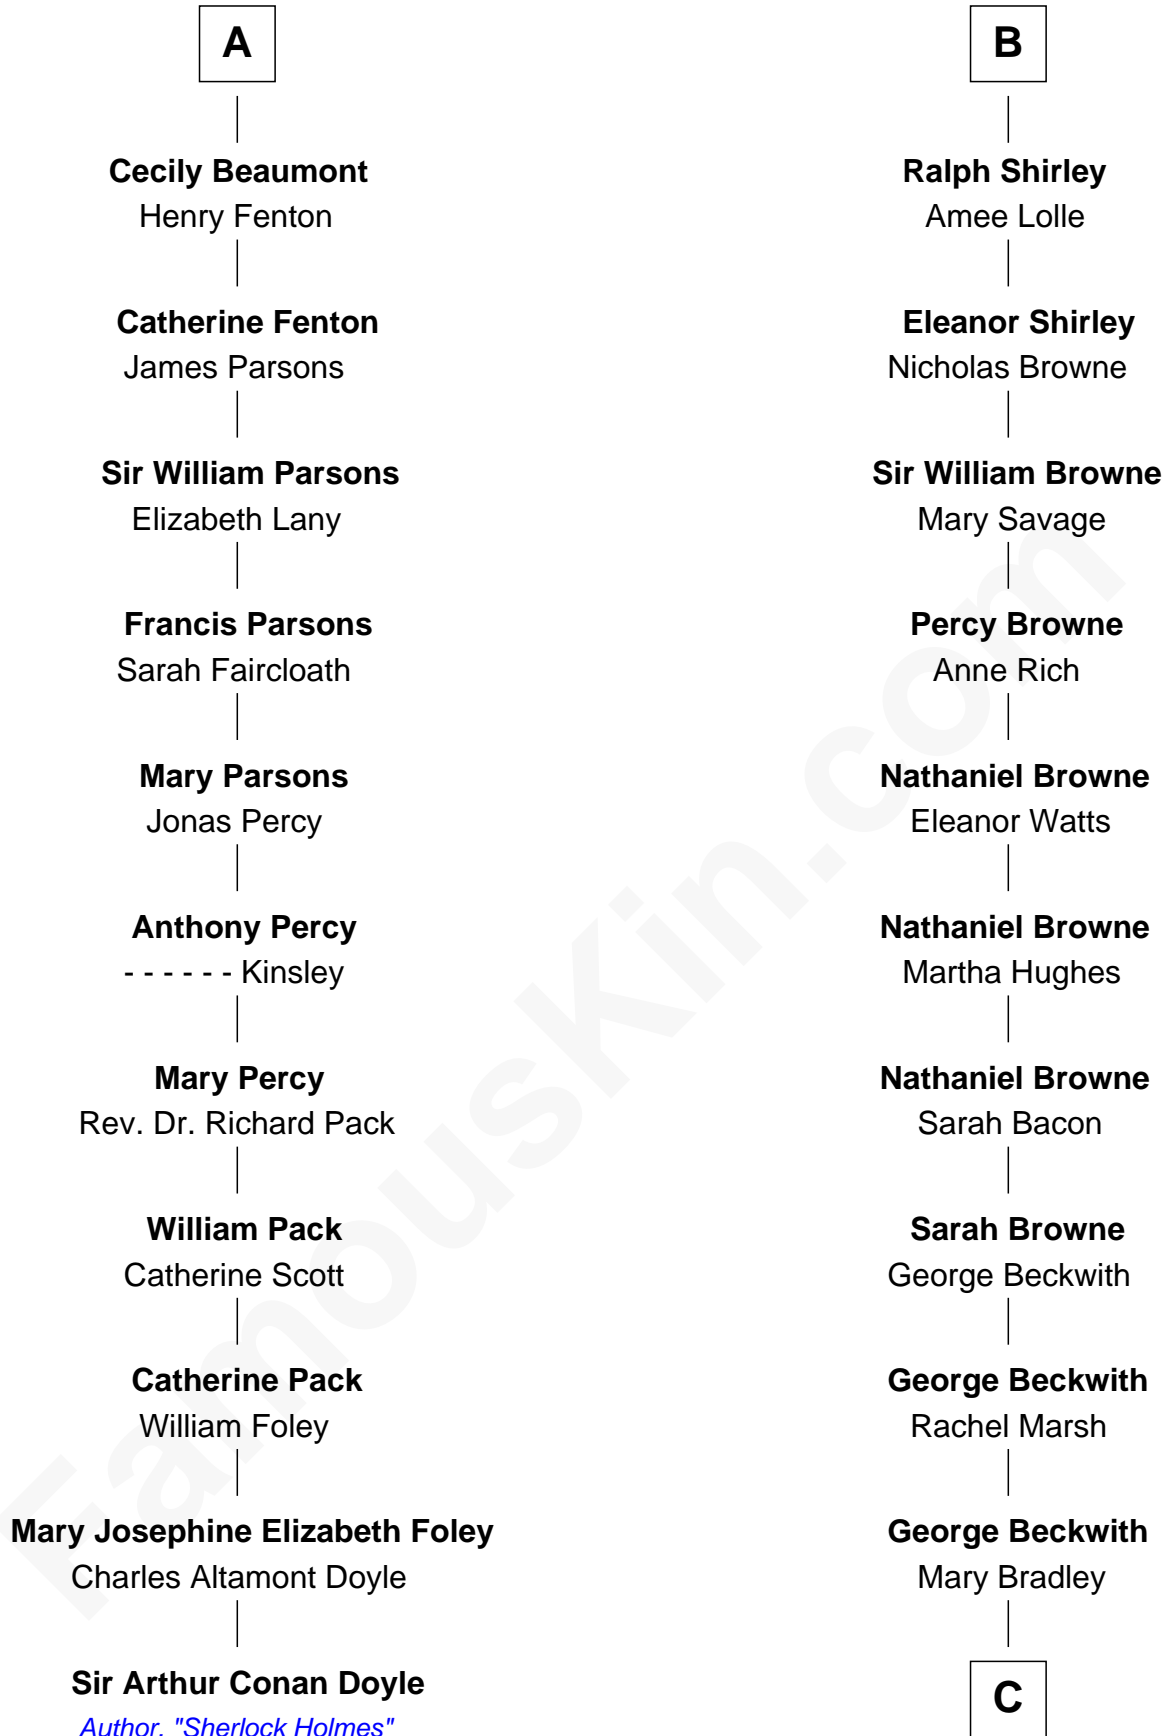 A
Cecily Beaumont
Henry Fenton
Catherine Fenton
James Parsons
Sir William Parsons
Elizabeth Lany
Francis Parsons
Sarah Faircloath
Mary Parsons
Jonas Percy
Anthony Percy
- - - - - - Kinsley
Mary Percy
Rev. Dr. Richard Pack
William Pack
Catherine Scott
Catherine Pack
William Foley
Mary Josephine Elizabeth Foley
Charles Altamont Doyle
Sir Arthur Conan Doyle
Author, "Sherlock Holmes"
B
Ralph Shirley
Amee Lolle
Eleanor Shirley
Nicholas Browne
Sir William Browne
Mary Savage
Percy Browne
Anne Rich
Nathaniel Browne
Eleanor Watts
Nathaniel Browne
Martha Hughes
Nathaniel Browne
Sarah Bacon
Sarah Browne
George Beckwith
George Beckwith
Rachel Marsh
George Beckwith
Mary Bradley
C
FamousKin.com